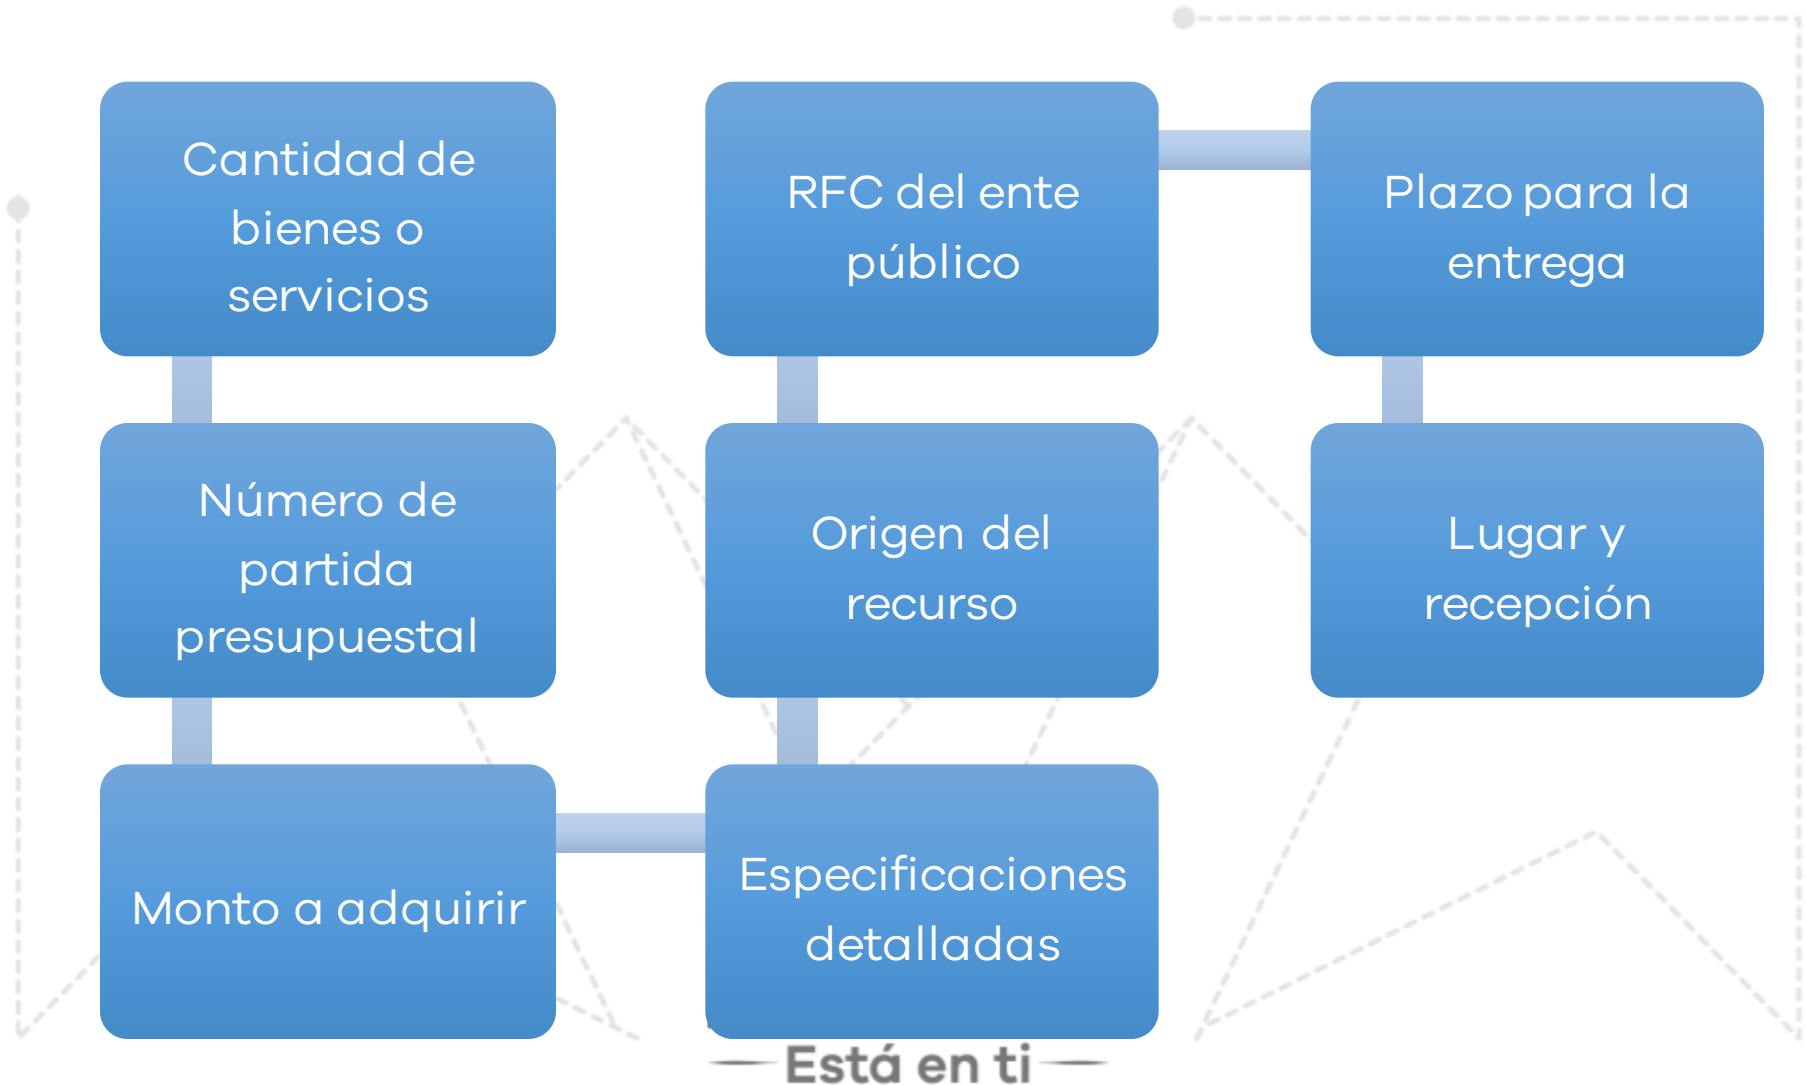 Cantidad de
bienes o
servicios
Número de
partida
presupuestal
Monto a adquirir
Especificaciones
detalladas
Origen del
recurso
RFC del ente
público
Plazo para la
entrega
Lugar y
recepción
Está en ti